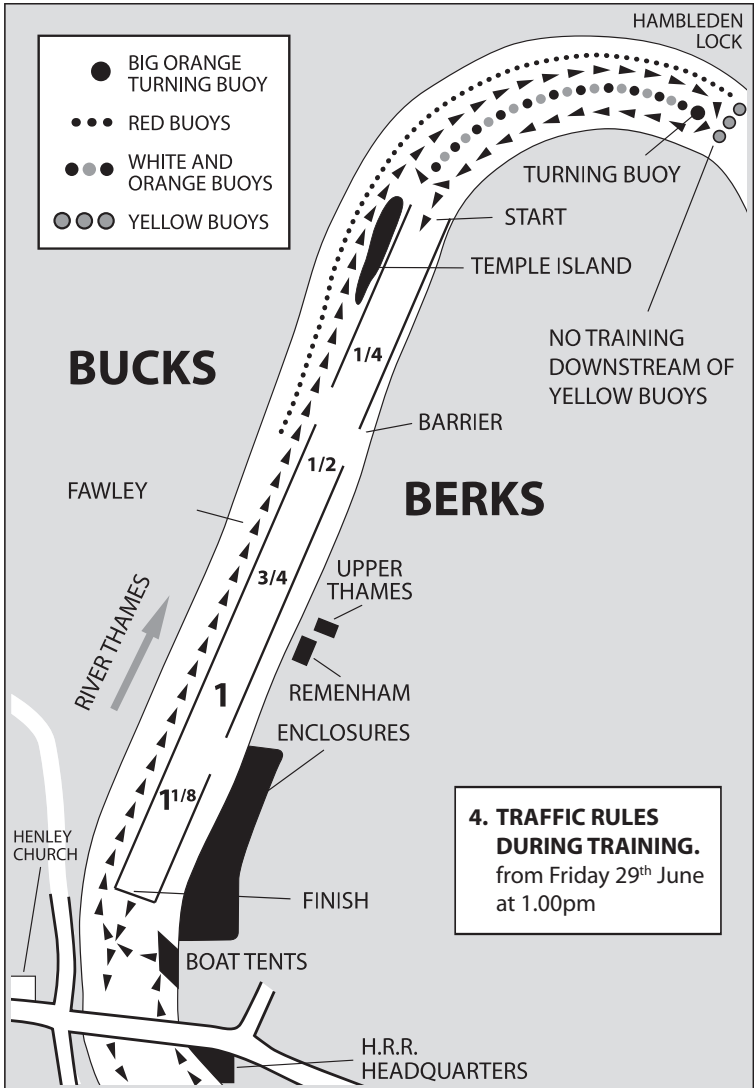 HAMBLEDEN
LOCK
BIG ORANGE
TURNING BUOY
RED BUOYS
WHITE AND
ORANGE BUOYS
YELLOW BUOYS
TURNING BUOY
START
TEMPLE ISLAND
NO TRAINING
DOWNSTREAM OF
YELLOW BUOYS
1/4
BUCKS
BARRIER
1/2
FAWLEY
BERKS
3/4
UPPER
THAMES
RIVER THAMES
REMENHAM
1
ENCLOSURES
1 1/8
4. TRAFFIC RULES
DURING TRAINING.
from Friday 29th June
at 1.00pm
HENLEY
CHURCH
FINISH
BOAT TENTS
H.R.R.
HEADQUARTERS